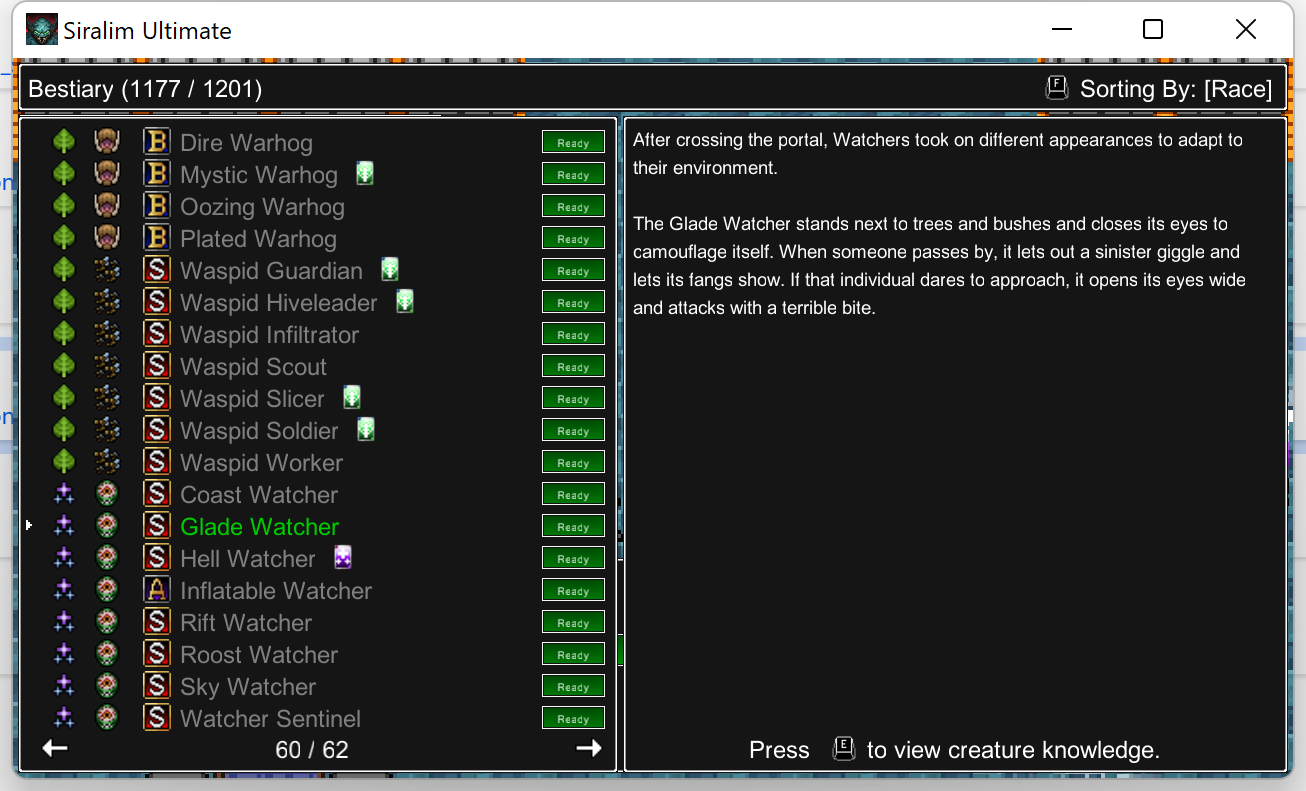 Siralim Ultimate
Bestiary (1177 / 1201)
F Sorting By: [Race]
B Dire Warhog Ready
B Mystic Warhog Ready
B Oozing Warhog Ready
B Plated Warhog Ready
S Waspid Guardian Ready
S Waspid Hiveleader Ready
S Waspid Infiltrator Ready
S Waspid Scout Ready
S Waspid Slicer Ready
S Waspid Soldier Ready
S Waspid Worker Ready
S Coast Watcher Ready
S Glade Watcher Ready
S Hell Watcher Ready
A Inflatable Watcher Ready
S Rift Watcher Ready
S Roost Watcher Ready
S Sky Watcher Ready
S Watcher Sentinel Ready
60 / 62
After crossing the portal, Watchers took on different appearances to adapt to
their environment.
The Glade Watcher stands next to trees and bushes and closes its eyes to
camouflage itself. When someone passes by, it lets out a sinister giggle and
lets its fangs show. If that individual dares to approach, it opens its eyes wide
and attacks with a terrible bite.
Press E to view creature knowledge.